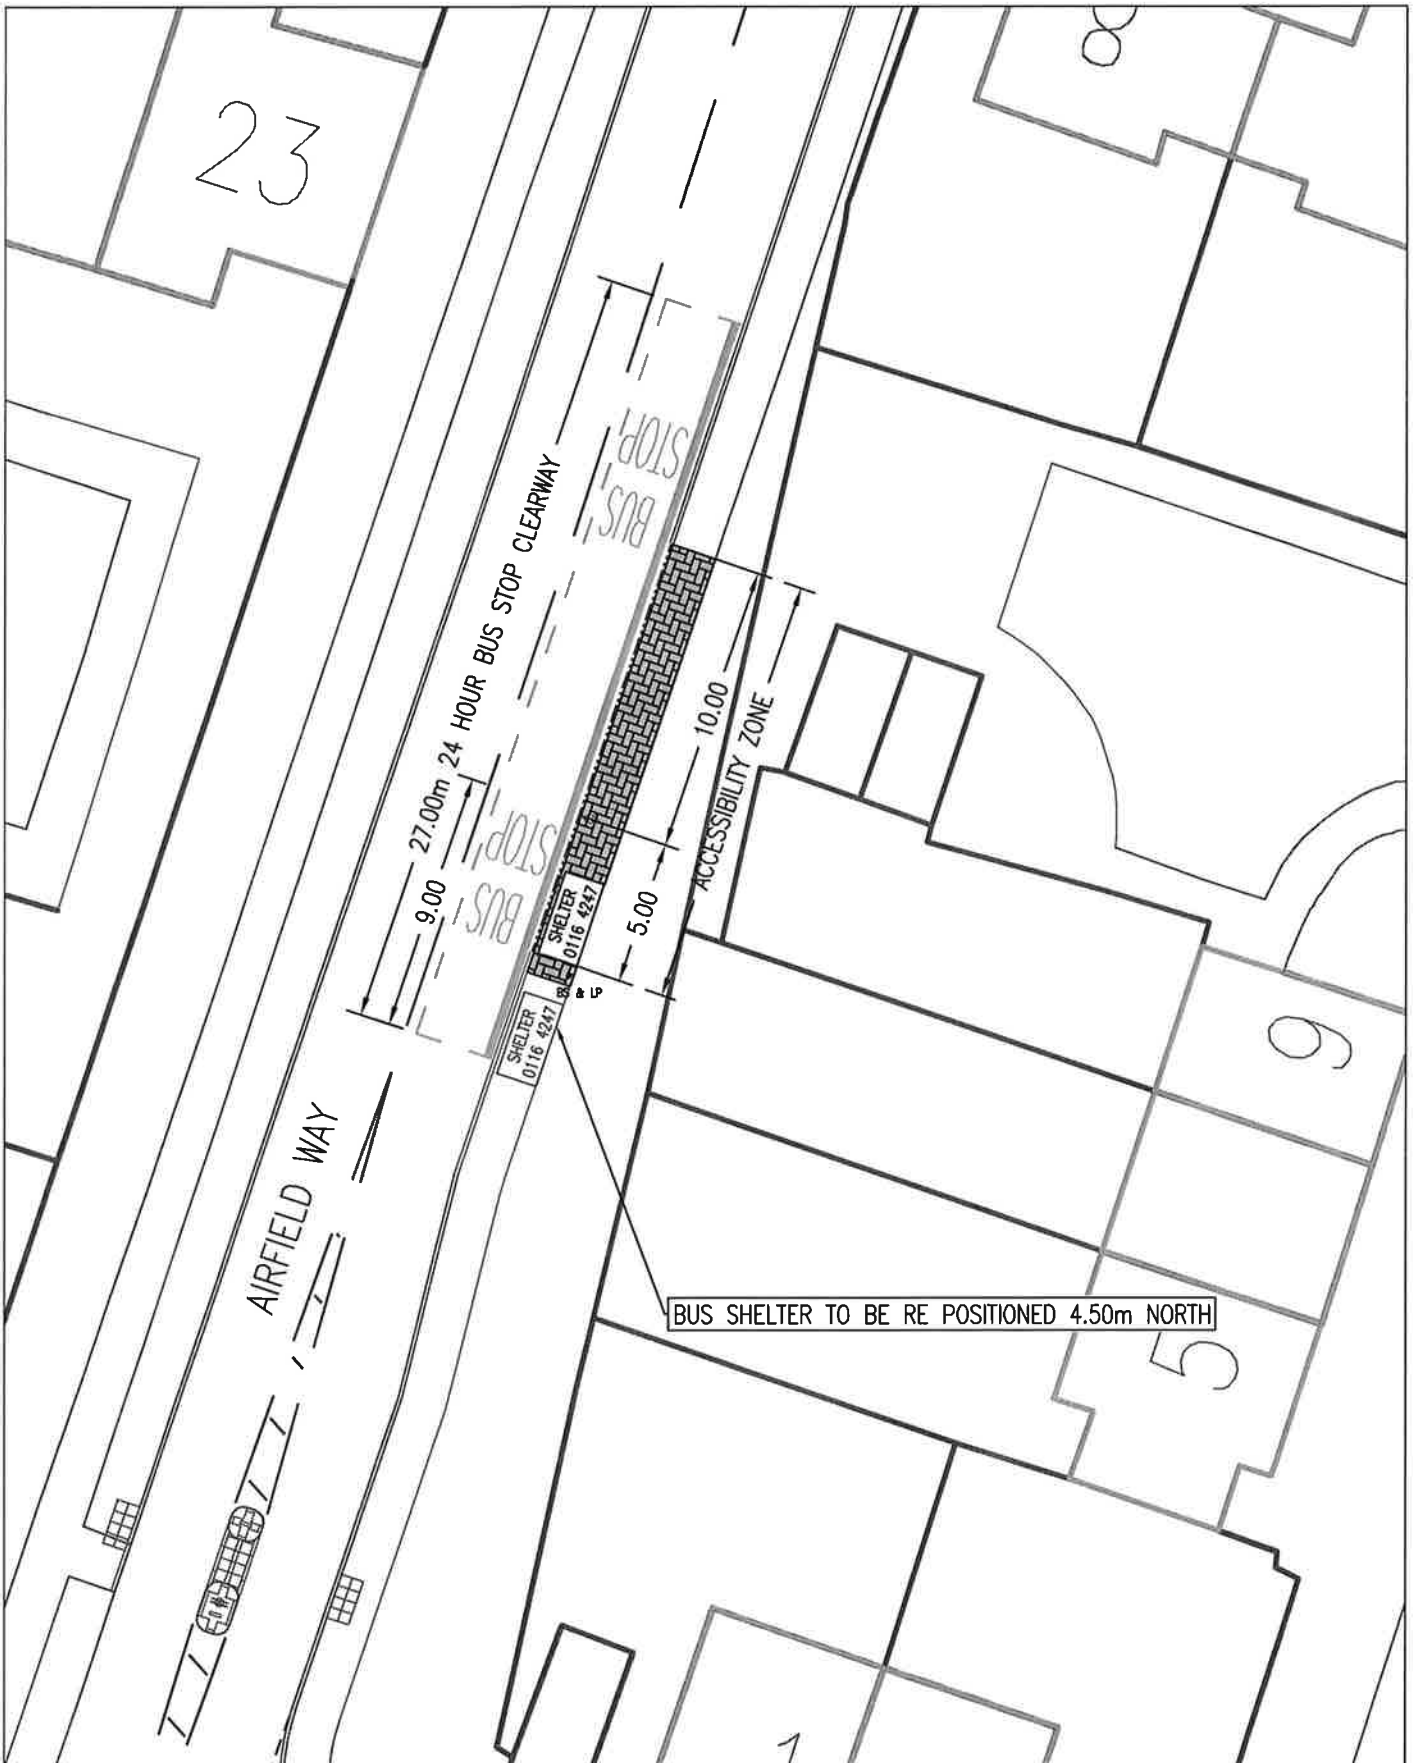 8
23
STOP
BUS
27.00m 24 HOUR BUS STOP CLEARWAY
10.00
ACCESSIBILITY ZONE
9.00
STOP
BUS
5.00
SHELTER
0116 4247
& LP
SHELTER
0116 4247
9
AIRFIELD WAY
BUS SHELTER TO BE RE POSITIONED 4.50m NORTH
5
1